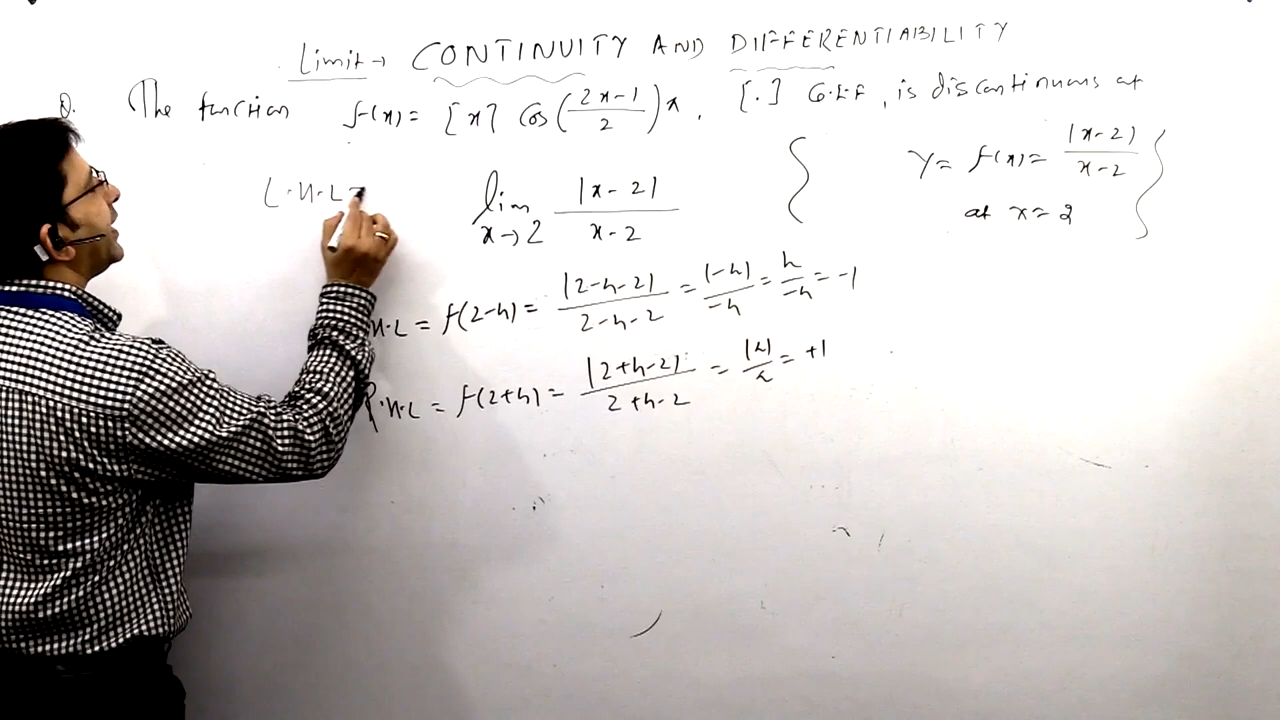 Limit → CONTINUITY AND DIFFERENTIABILITY
Q. The function f(x) = [x] cos((2x-1)/2)π, [.] G.I.F, is discontinuous at
L.H.L =
lim x→2 |x-2|/(x-2)
{ Y = f(x) = |x-2|/(x-2) }
at x = 2
H.L = f(2-h) = |2-h-2|/(2-h-2) = |-h|/-h = h/-h = -1
R.H.L = f(2+h) = |2+h-2|/(2+h-2) = |h|/h = +1